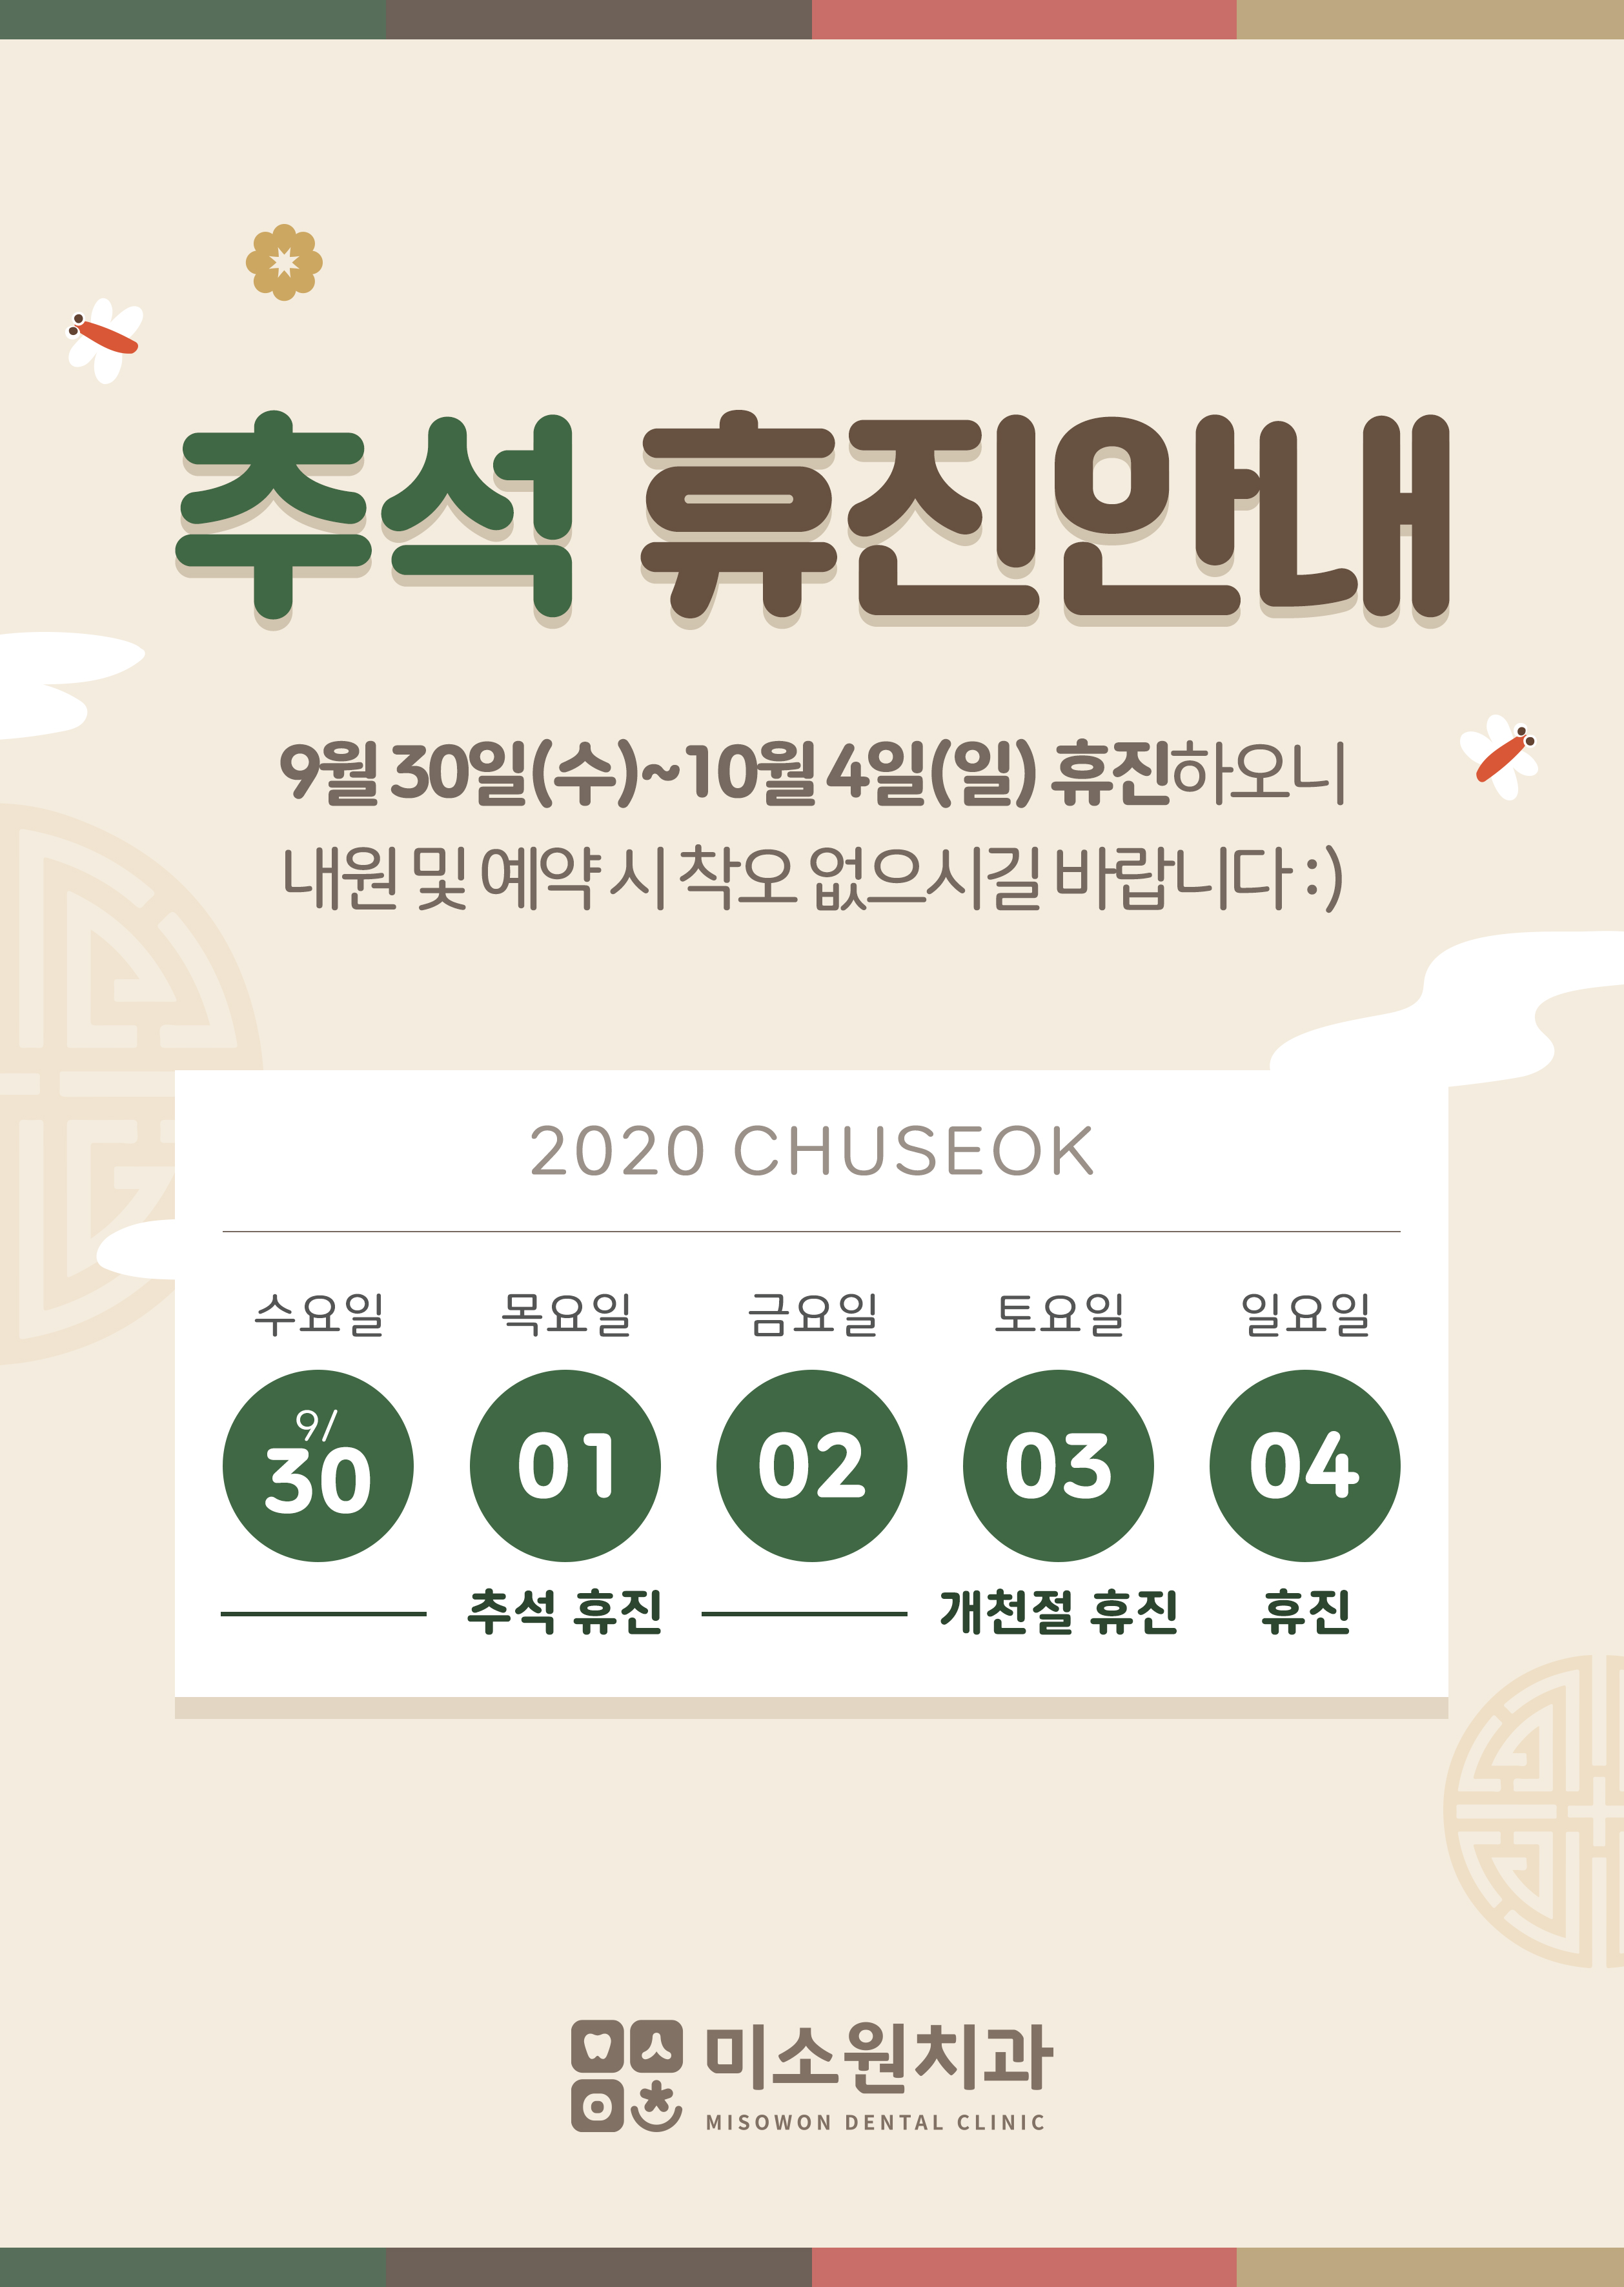 추석 휴진안내
9월 30일(수)~10월 4일(일) 휴진하오니
내원 및 예약 시 착오 없으시길 바랍니다 :)
2020 CHUSEOK
수요일 목요일 금요일 토요일 일요일
9/30 01 02 03 04
추석 휴진 개천절 휴진 휴진
미소원치과
MISOWON DENTAL CLINIC